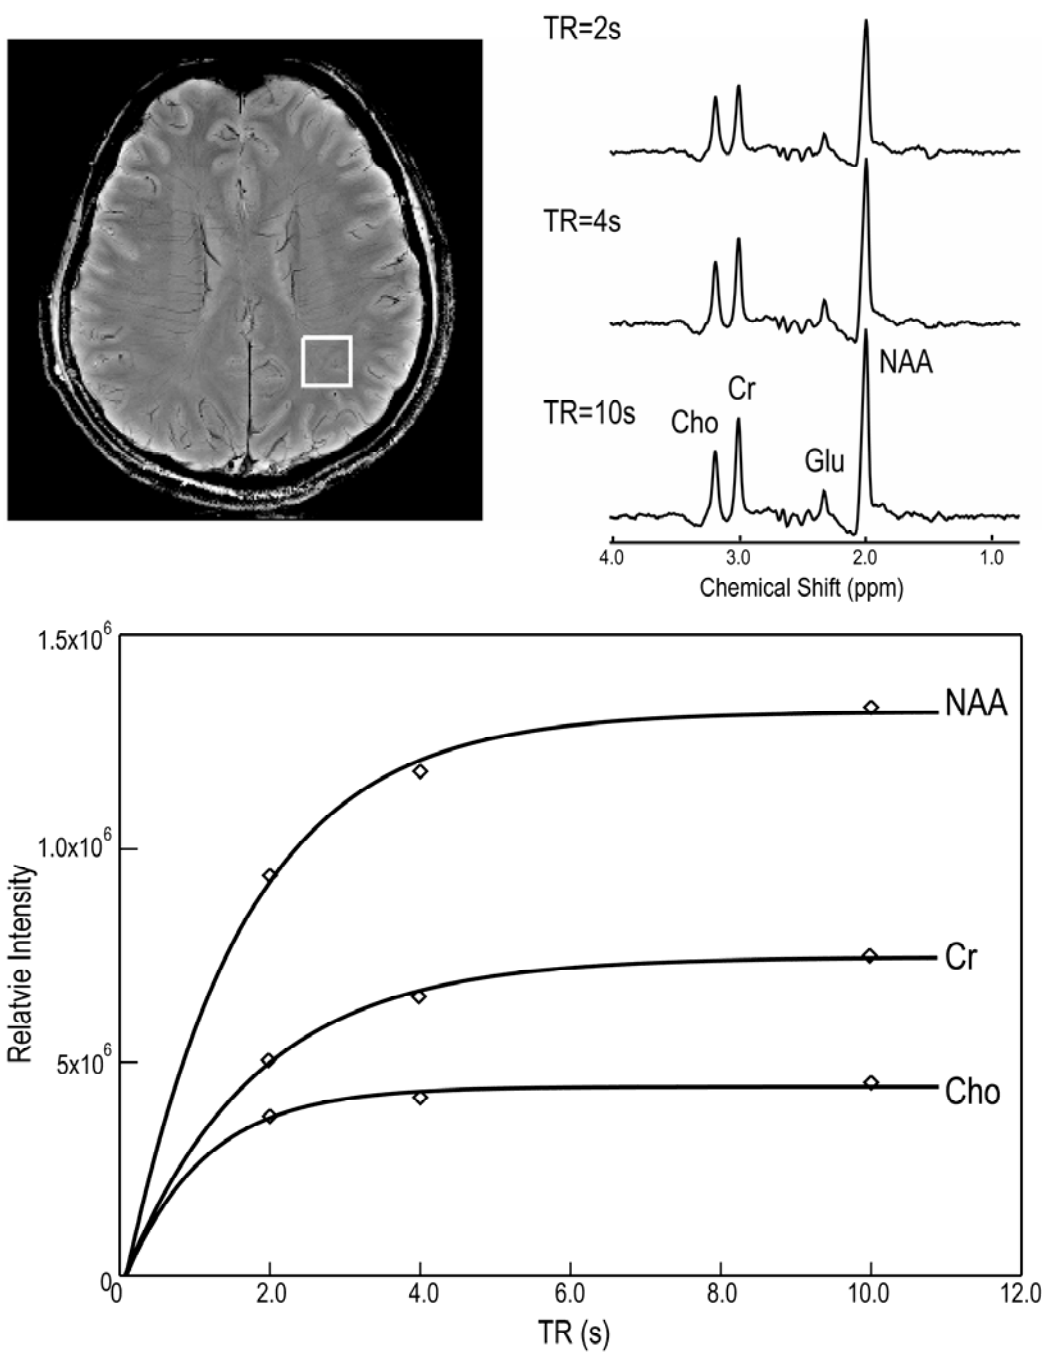 TR=2s
TR=4s
TR=10s
Cho
Cr
Glu
NAA
4.0 3.0 2.0 1.0
Chemical Shift (ppm)
1.5x10⁶
1.0x10⁶
5x10⁶
0
Relatvie Intensity
NAA
Cr
Cho
0 2.0 4.0 6.0 8.0 10.0 12.0
TR (s)